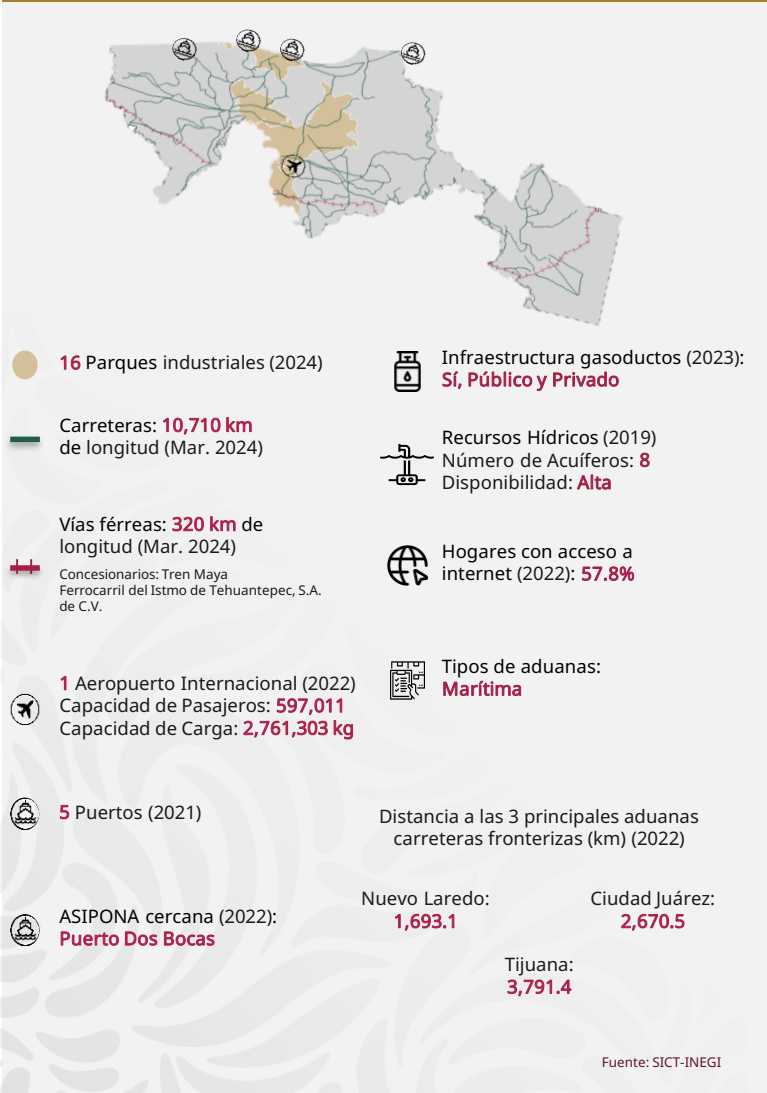 16 Parques industriales (2024)
Carreteras: 10,710 km
de longitud (Mar. 2024)
Vías férreas: 320 km de
longitud (Mar. 2024)
Concesionarios: Tren Maya
Ferrocarril del Istmo de Tehuantepec, S.A.
de C.V.
1 Aeropuerto Internacional (2022)
Capacidad de Pasajeros: 597,011
Capacidad de Carga: 2,761,303 kg
5 Puertos (2021)
ASIPONA cercana (2022):
Puerto Dos Bocas
Infraestructura gasoductos (2023):
Sí, Público y Privado
Recursos Hídricos (2019)
Número de Acuíferos: 8
Disponibilidad: Alta
Hogares con acceso a
internet (2022): 57.8%
Tipos de aduanas:
Marítima
Distancia a las 3 principales aduanas
carreteras fronterizas (km) (2022)
Nuevo Laredo:
1,693.1
Ciudad Juárez:
2,670.5
Tijuana:
3,791.4
Fuente: SICT-INEGI